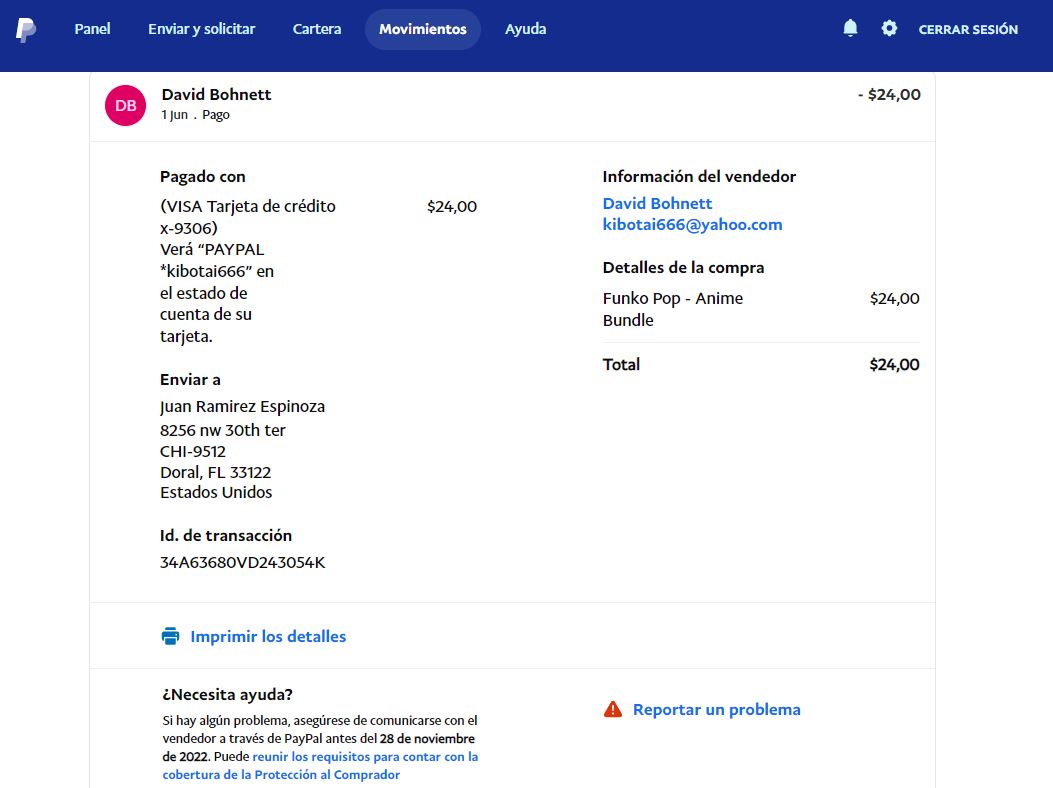 Panel
Enviar y solicitar
Cartera
Movimientos
Ayuda
CERRAR SESIÓN
DB
David Bohnett
- $24,00
1 Jun . Pago
Pagado con
(VISA Tarjeta de crédito
x-9306)
$24,00
Verá “PAYPAL
*kibotai666” en
el estado de
cuenta de su
tarjeta.
Enviar a
Juan Ramirez Espinoza
8256 nw 30th ter
CHI-9512
Doral, FL 33122
Estados Unidos
Id. de transacción
34A63680VD243054K
Información del vendedor
David Bohnett
kibotai666@yahoo.com
Detalles de la compra
Funko Pop - Anime
Bundle
$24,00
Total
$24,00
Imprimir los detalles
¿Necesita ayuda?
Si hay algún problema, asegúrese de comunicarse con el
vendedor a través de PayPal antes del 28 de noviembre
de 2022. Puede reunir los requisitos para contar con la
cobertura de la Protección al Comprador
Reportar un problema